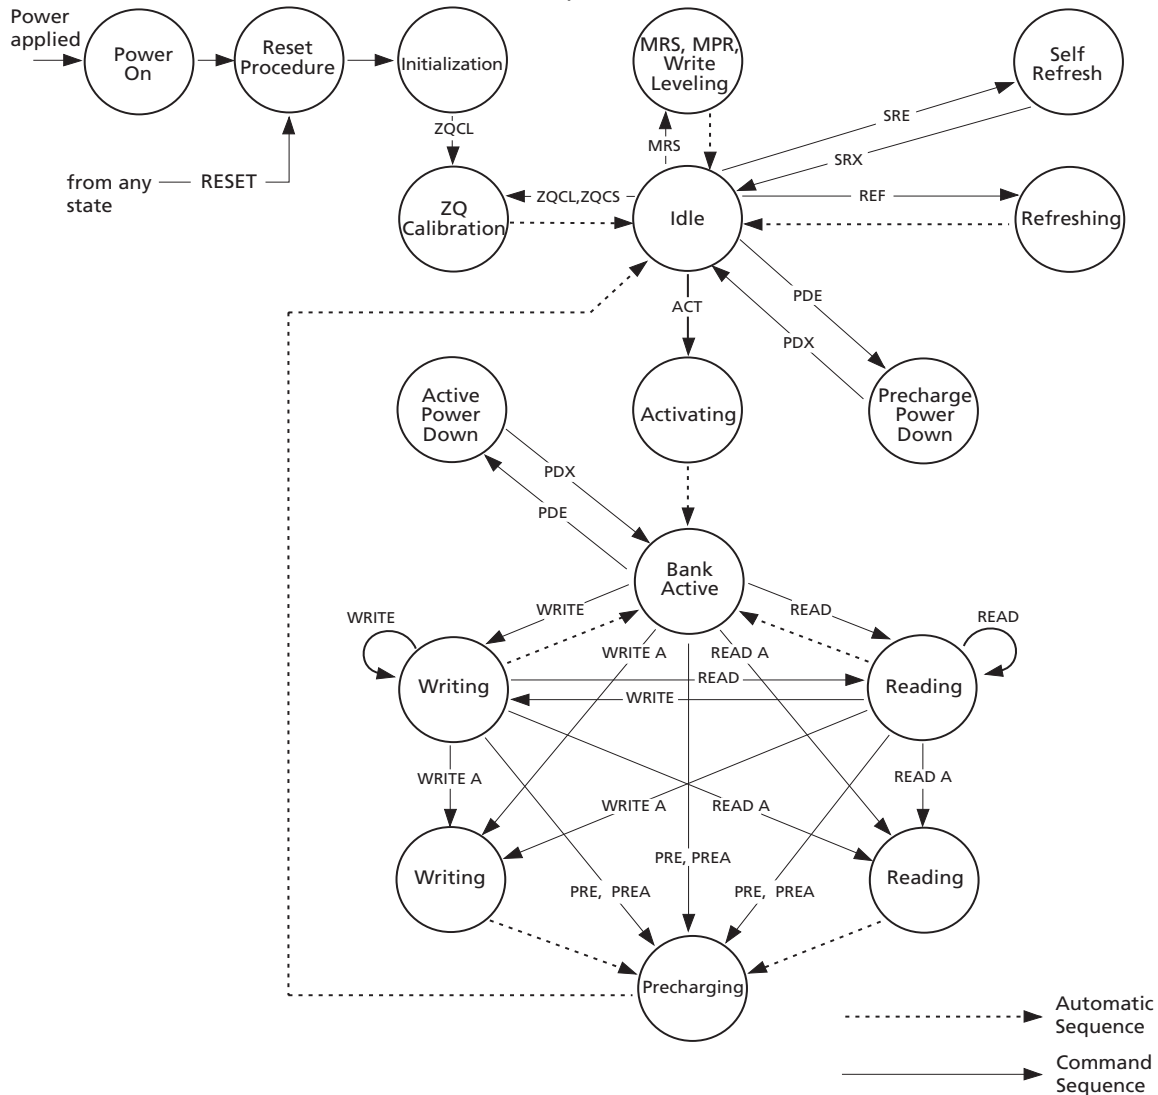 Power
applied
Power
On
Reset
Procedure
Initialization
MRS, MPR,
Write
Leveling
Self
Refresh
SRE
ZQCL
MRS
SRX
from any
state
RESET
ZQ
Calibration
ZQCL,ZQCS
Idle
REF
Refreshing
PDE
ACT
PDX
Active
Power
Down
Activating
Precharge
Power
Down
PDX
PDE
Bank
Active
WRITE
READ
WRITE
READ
WRITE A
READ A
Writing
READ
WRITE
Reading
WRITE A
READ A
WRITE A
READ A
Writing
PRE, PREA
Reading
PRE, PREA
PRE, PREA
Precharging
Automatic
Sequence
Command
Sequence